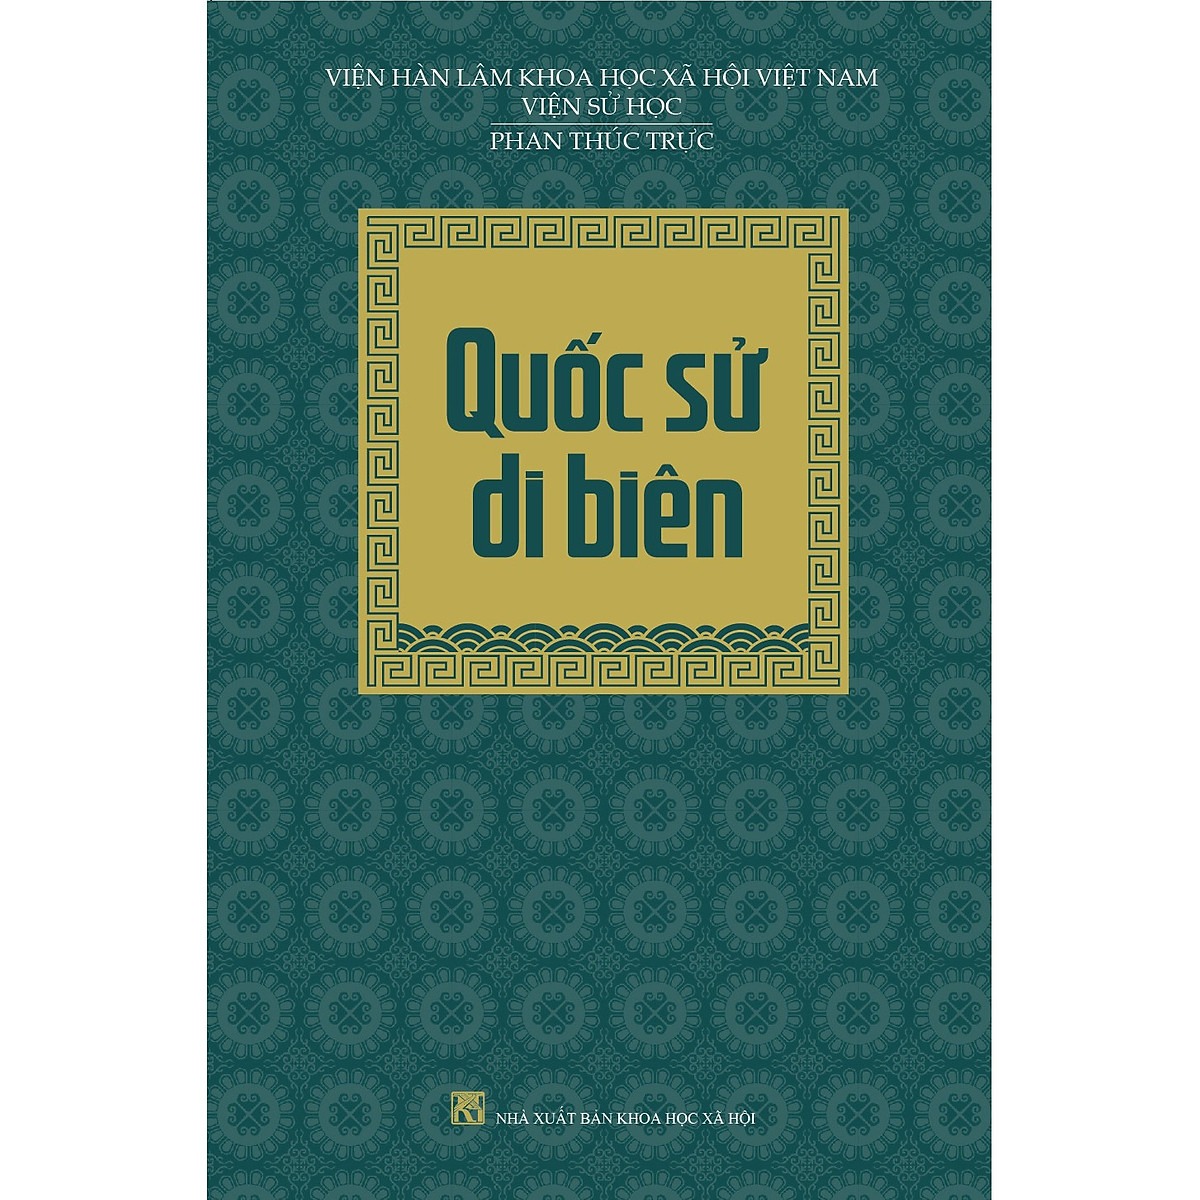 VIỆN HÀN LÂM KHOA HỌC XÃ HỘI VIỆT NAM
VIỆN SỬ HỌC
PHAN THÚC TRỰC
Quốc sử
di biên
NHÀ XUẤT BẢN KHOA HỌC XÃ HỘI